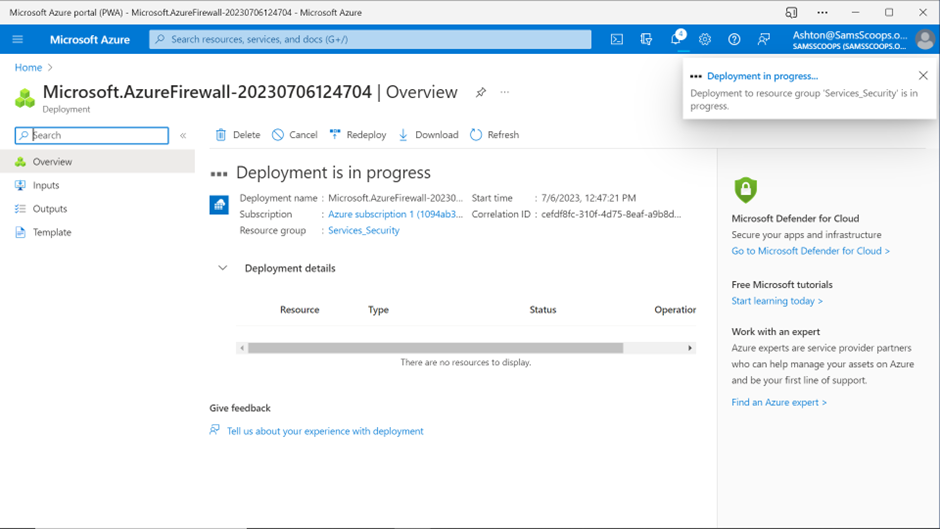 Microsoft Azure portal (PWA) - Microsoft.AzureFirewall-20230706124704 - Microsoft Azure
Microsoft Azure
Search resources, services, and docs (G+/)
4
Ashton@SamsScoops.o...
SAMSSCOOPS (SAMSSCOOPS.O...
Home >
Microsoft.AzureFirewall-20230706124704 | Overview
Deployment
Deployment in progress...
Deployment to resource group 'Services_Security' is in
progress.
Search
Overview
Inputs
Outputs
Template
Delete Cancel Redeploy Download Refresh
Deployment is in progress
Deployment name : Microsoft.AzureFirewall-20230... Start time : 7/6/2023, 12:47:21 PM
Subscription : Azure subscription 1 (1094ab3... Correlation ID : cefdf8fc-310f-4d75-8eaf-a9b8d...
Resource group : Services_Security
Deployment details
Resource Type Status Operation
There are no resources to display.
Give feedback
Tell us about your experience with deployment
Microsoft Defender for Cloud
Secure your apps and infrastructure
Go to Microsoft Defender for Cloud >
Free Microsoft tutorials
Start learning today >
Work with an expert
Azure experts are service provider partners
who can help manage your assets on Azure
and be your first line of support.
Find an Azure expert >